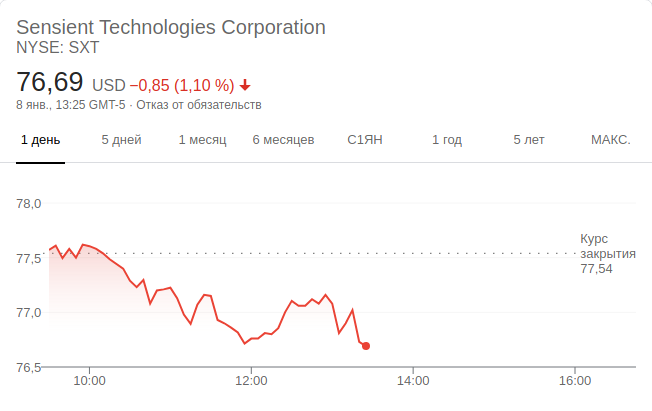 Sensient Technologies Corporation
NYSE: SXT
76,69 USD −0,85 (1,10 %)
8 янв., 13:25 GMT-5 · Отказ от обязательств
1 день 5 дней 1 месяц 6 месяцев С1ЯН 1 год 5 лет МАКС.
78,0
77,5
77,0
76,5
Курс
закрытия
77,54
10:00 12:00 14:00 16:00